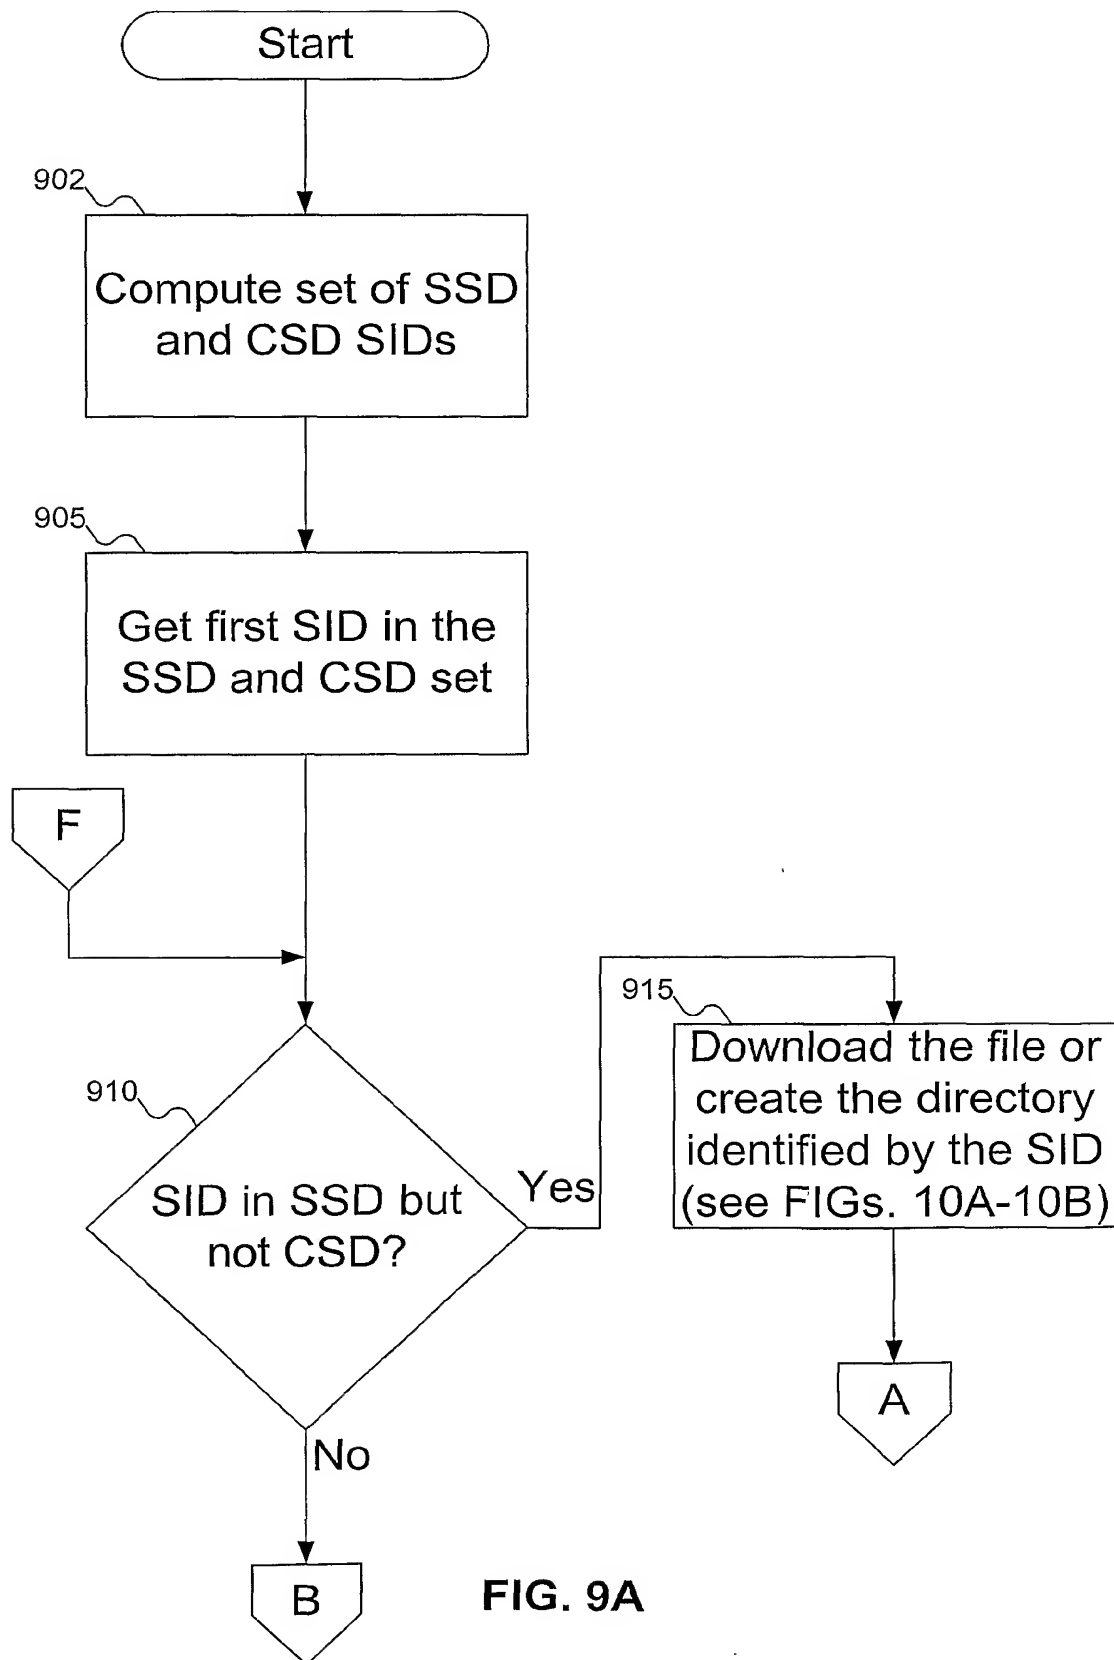 Start
902
Compute set of SSD
and CSD SIDs
905
Get first SID in the
SSD and CSD set
F
910
SID in SSD but
not CSD?
Yes
915
Download the file or
create the directory
identified by the SID
(see FIGs. 10A-10B)
A
No
B
FIG. 9A